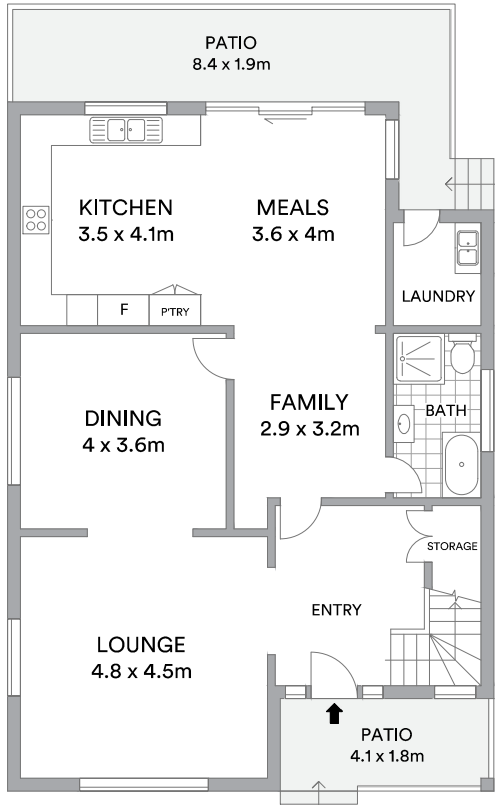 PATIO
8.4 x 1.9m
KITCHEN
3.5 x 4.1m
MEALS
3.6 x 4m
LAUNDRY
F
P'TRY
DINING
4 x 3.6m
FAMILY
2.9 x 3.2m
BATH
STORAGE
ENTRY
LOUNGE
4.8 x 4.5m
PATIO
4.1 x 1.8m